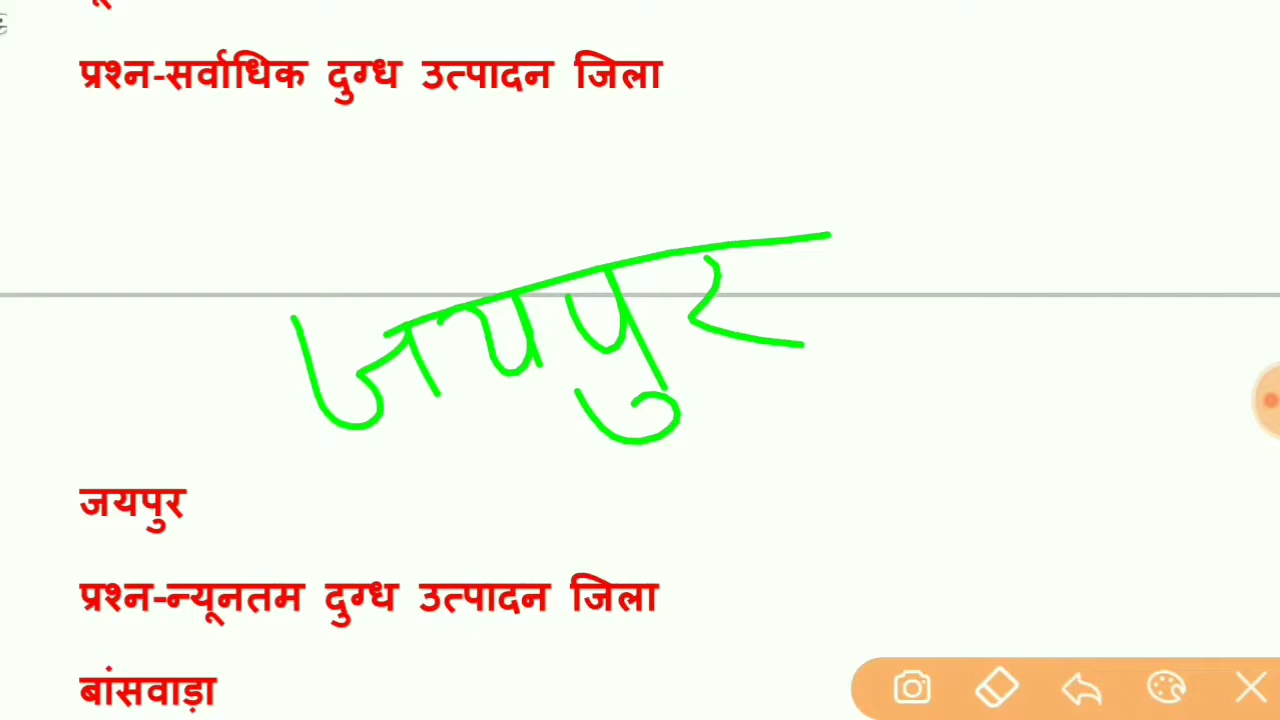 प्रश्न-सर्वाधिक दुग्ध उत्पादन जिला
जयपुर
जयपुर
प्रश्न-न्यूनतम दुग्ध उत्पादन जिला
बांसवाड़ा